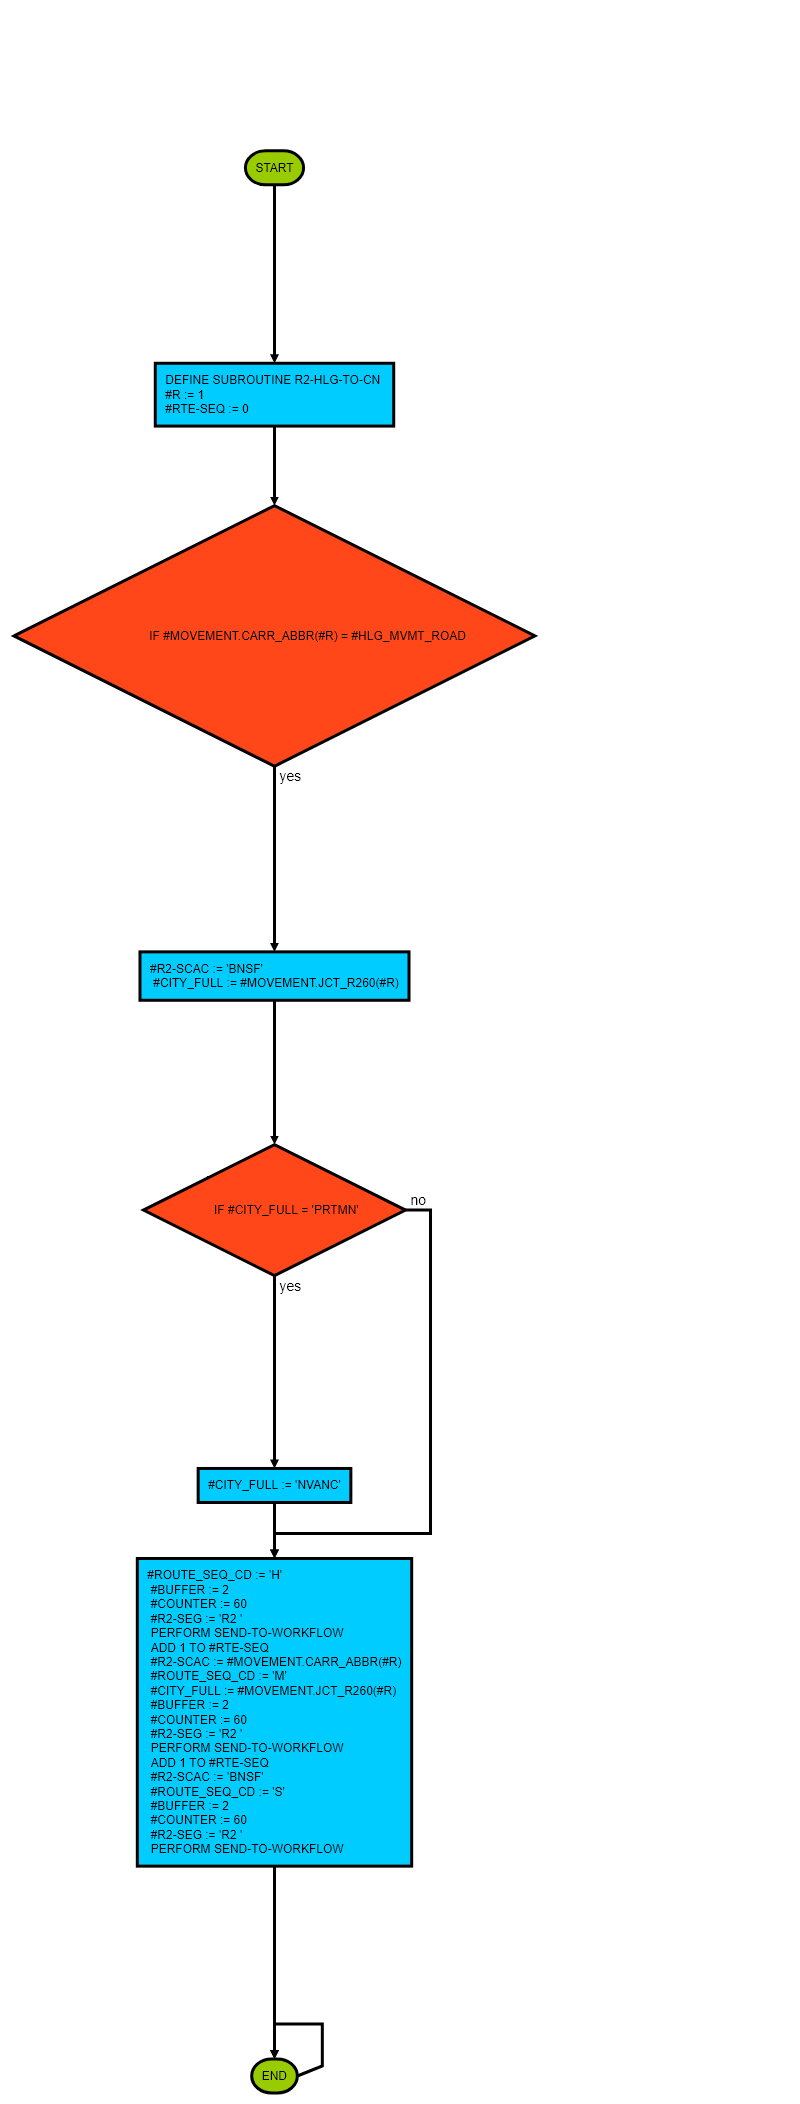 START
DEFINE SUBROUTINE R2-HLG-TO-CN
#R := 1
#RTE-SEQ := 0
IF #MOVEMENT.CARR_ABBR(#R) = #HLG_MVMT_ROAD
yes
#R2-SCAC := 'BNSF'
#CITY_FULL := #MOVEMENT.JCT_R260(#R)
IF #CITY_FULL = 'PRTMN'
no
yes
#CITY_FULL := 'NVANC'
#ROUTE_SEQ_CD := 'H'
#BUFFER := 2
#COUNTER := 60
#R2-SEG := 'R2 '
PERFORM SEND-TO-WORKFLOW
ADD 1 TO #RTE-SEQ
#R2-SCAC := #MOVEMENT.CARR_ABBR(#R)
#ROUTE_SEQ_CD := 'M'
#CITY_FULL := #MOVEMENT.JCT_R260(#R)
#BUFFER := 2
#COUNTER := 60
#R2-SEG := 'R2 '
PERFORM SEND-TO-WORKFLOW
ADD 1 TO #RTE-SEQ
#R2-SCAC := 'BNSF'
#ROUTE_SEQ_CD := 'S'
#BUFFER := 2
#COUNTER := 60
#R2-SEG := 'R2 '
PERFORM SEND-TO-WORKFLOW
END